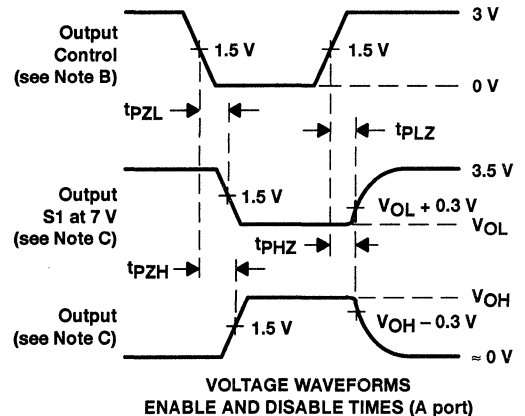 Output
Control
(see Note B)
1.5 V
1.5 V
3 V
0 V
tPZL
tPLZ
Output
S1 at 7 V
(see Note C)
1.5 V
3.5 V
VOL + 0.3 V
VOL
tPHZ
tPZH
Output
(see Note C)
1.5 V
VOH
VOH – 0.3 V
≈ 0 V
VOLTAGE WAVEFORMS
ENABLE AND DISABLE TIMES (A port)